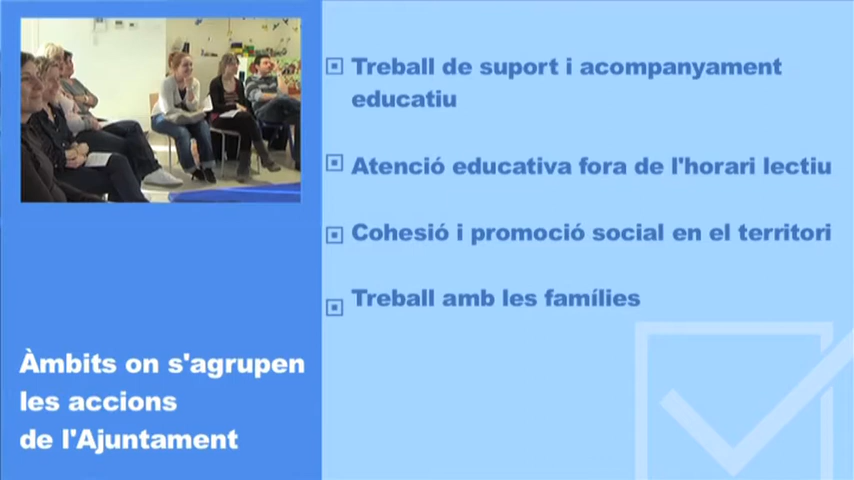 Treball de suport i acompanyament
educatiu
Atenció educativa fora de l'horari lectiu
Cohesió i promoció social en el territori
Treball amb les famílies
Àmbits on s'agrupen
les accions
de l'Ajuntament